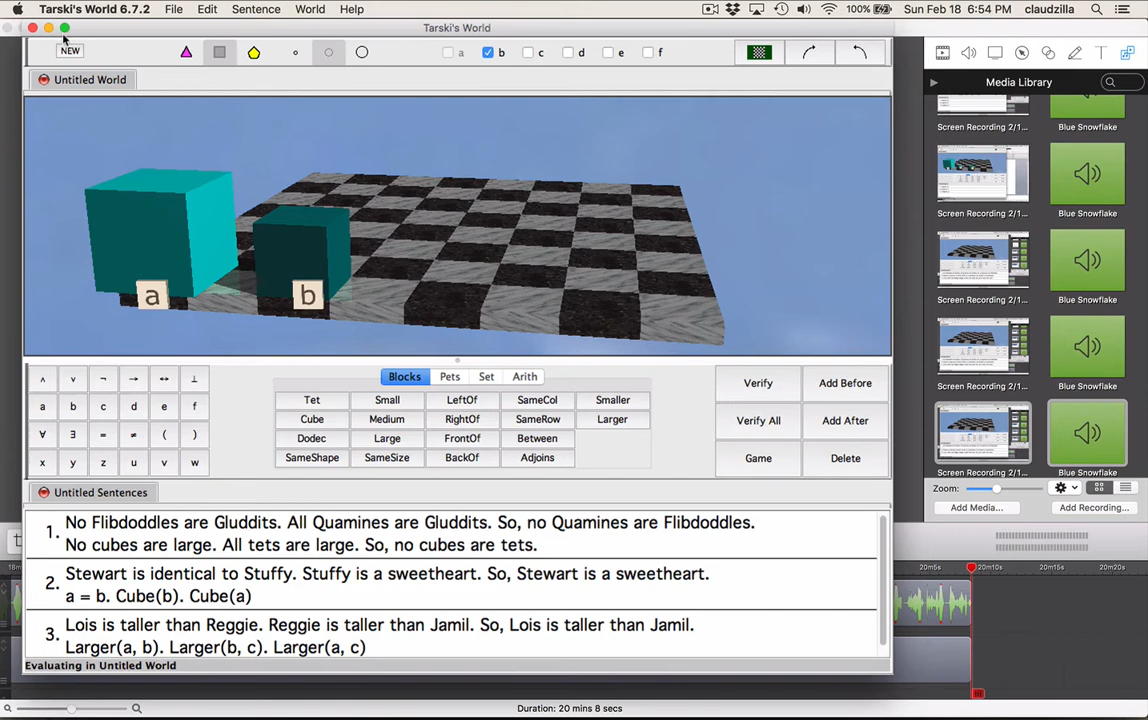 Tarski's World 6.7.2 File Edit Sentence World Help 100% Sun Feb 18 6:54 PM claudzilla
Tarski's World
NEW a b c d e f
Untitled World
Media Library
a b
Screen Recording 2/1... Blue Snowflake
Screen Recording 2/1... Blue Snowflake
Screen Recording 2/1... Blue Snowflake
Screen Recording 2/1... Blue Snowflake
Screen Recording 2/1... Blue Snowflake
Zoom:
Add Media... Add Recording...
Blocks Pets Set Arith
∧ ∨ ¬ → ↔ ⊥
a b c d e f
∀ ∃ = ≠ ( )
x y z u v w
Tet Small LeftOf SameCol Smaller
Cube Medium RightOf SameRow Larger
Dodec Large FrontOf Between
SameShape SameSize BackOf Adjoins
Verify Add Before
Verify All Add After
Game Delete
Untitled Sentences
1. No Flibdoddles are Gluddits. All Quamines are Gluddits. So, no Quamines are Flibdoddles.
No cubes are large. All tets are large. So, no cubes are tets.
2. Stewart is identical to Stuffy. Stuffy is a sweetheart. So, Stewart is a sweetheart.
a = b. Cube(b). Cube(a)
3. Lois is taller than Reggie. Reggie is taller than Jamil. So, Lois is taller than Jamil.
Larger(a, b). Larger(b, c). Larger(a, c)
Evaluating in Untitled World
20m5s 20m10s 20m15s 20m20s
Duration: 20 mins 8 secs